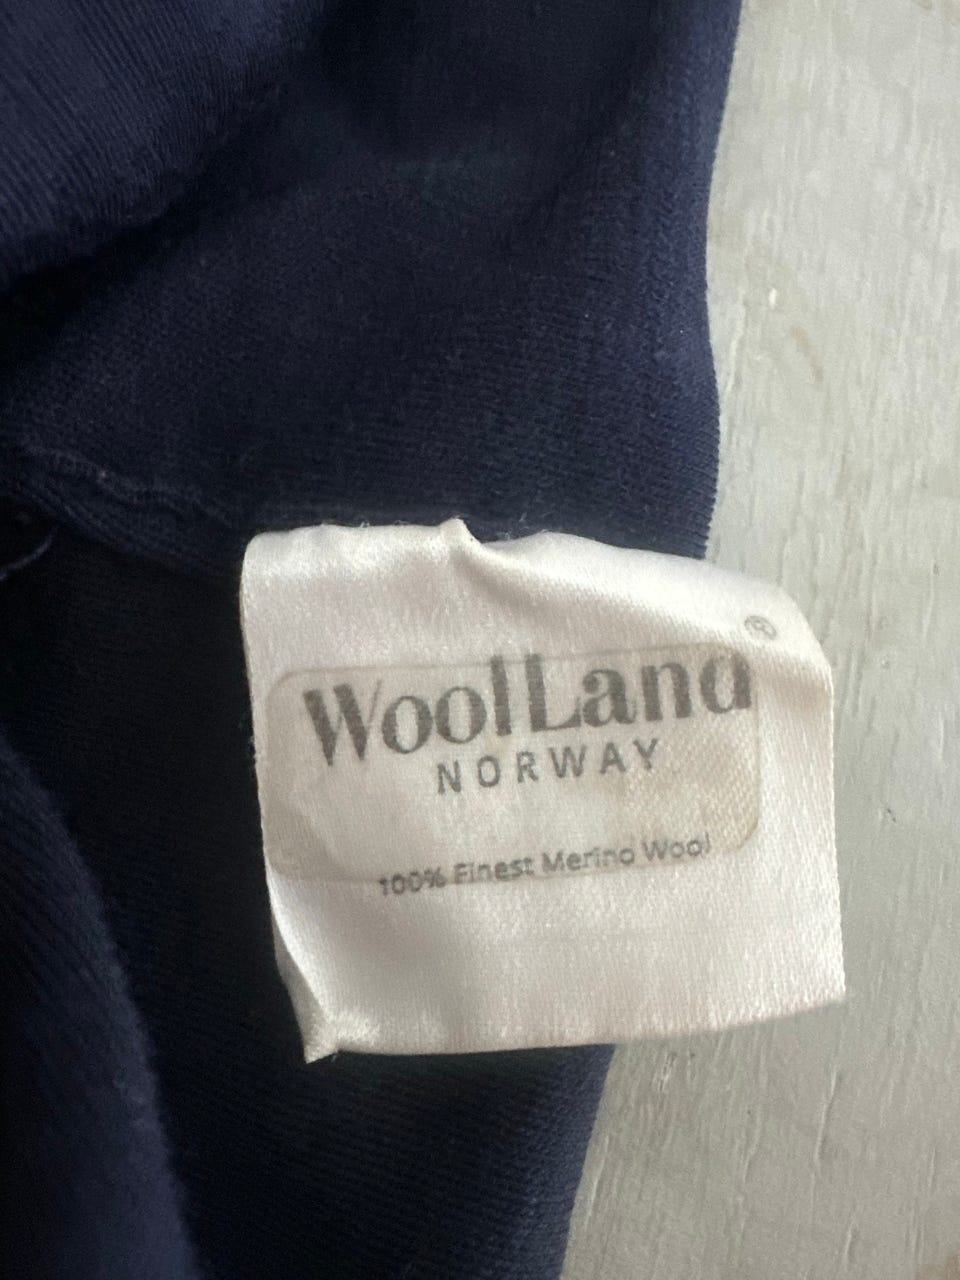 ®
WoolLand
NORWAY
100% Finest Merino Wool